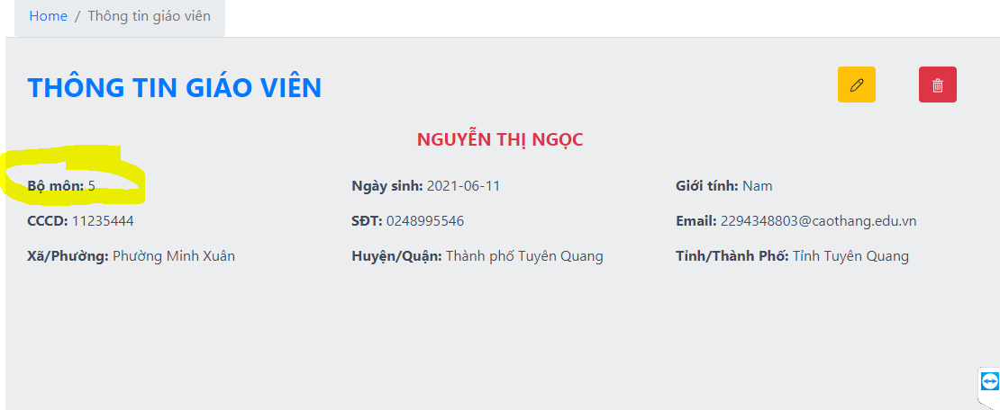 Home / Thông tin giáo viên
THÔNG TIN GIÁO VIÊN
NGUYỄN THỊ NGỌC
Bộ môn: 5 Ngày sinh: 2021-06-11 Giới tính: Nam
CCCD: 11235444 SĐT: 0248995546 Email: 2294348803@caothang.edu.vn
Xã/Phường: Phường Minh Xuân Huyện/Quận: Thành phố Tuyên Quang Tỉnh/Thành Phố: Tỉnh Tuyên Quang